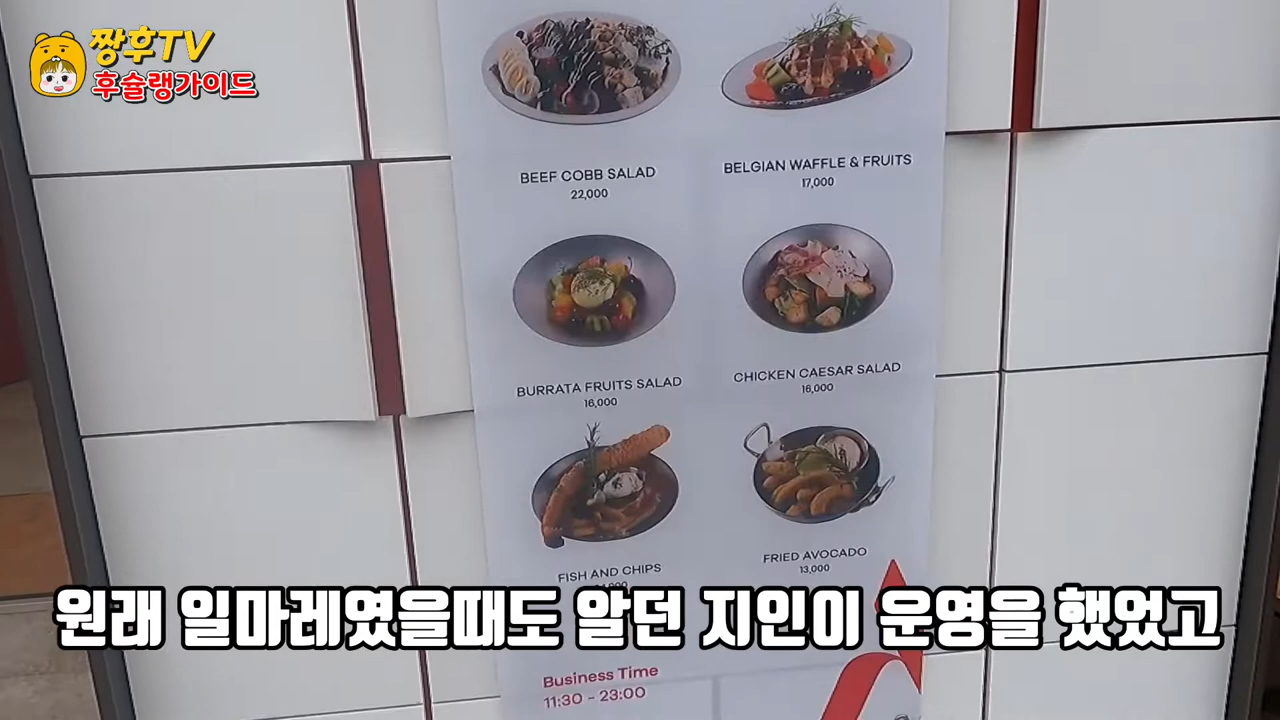 짱후TV
후슐랭가이드
BEEF COBB SALAD
22,000
BELGIAN WAFFLE & FRUITS
17,000
BURRATA FRUITS SALAD
16,000
CHICKEN CAESAR SALAD
16,000
FISH AND CHIPS
FRIED AVOCADO
13,000
원래 일마레였을때도 알던 지인이 운영을 했었고
Business Time
11:30 - 23:00